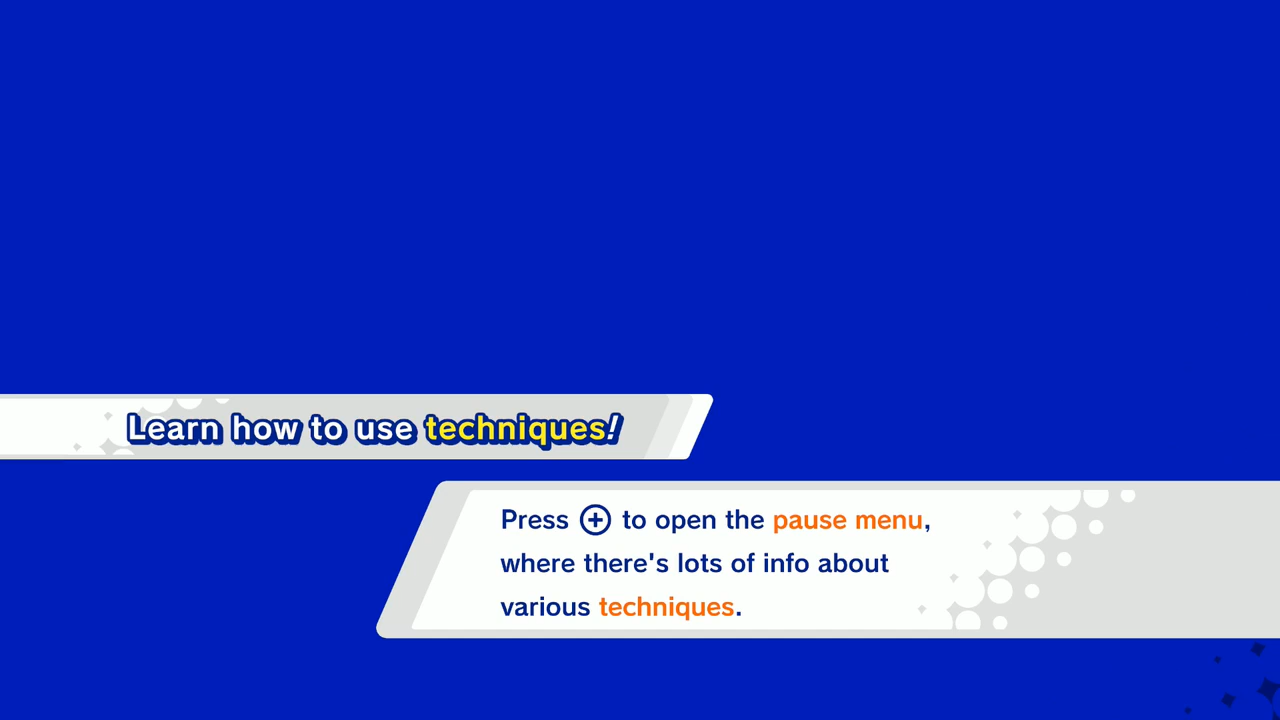 Learn how to use techniques!
Press ⊕ to open the pause menu,
where there's lots of info about
various techniques.